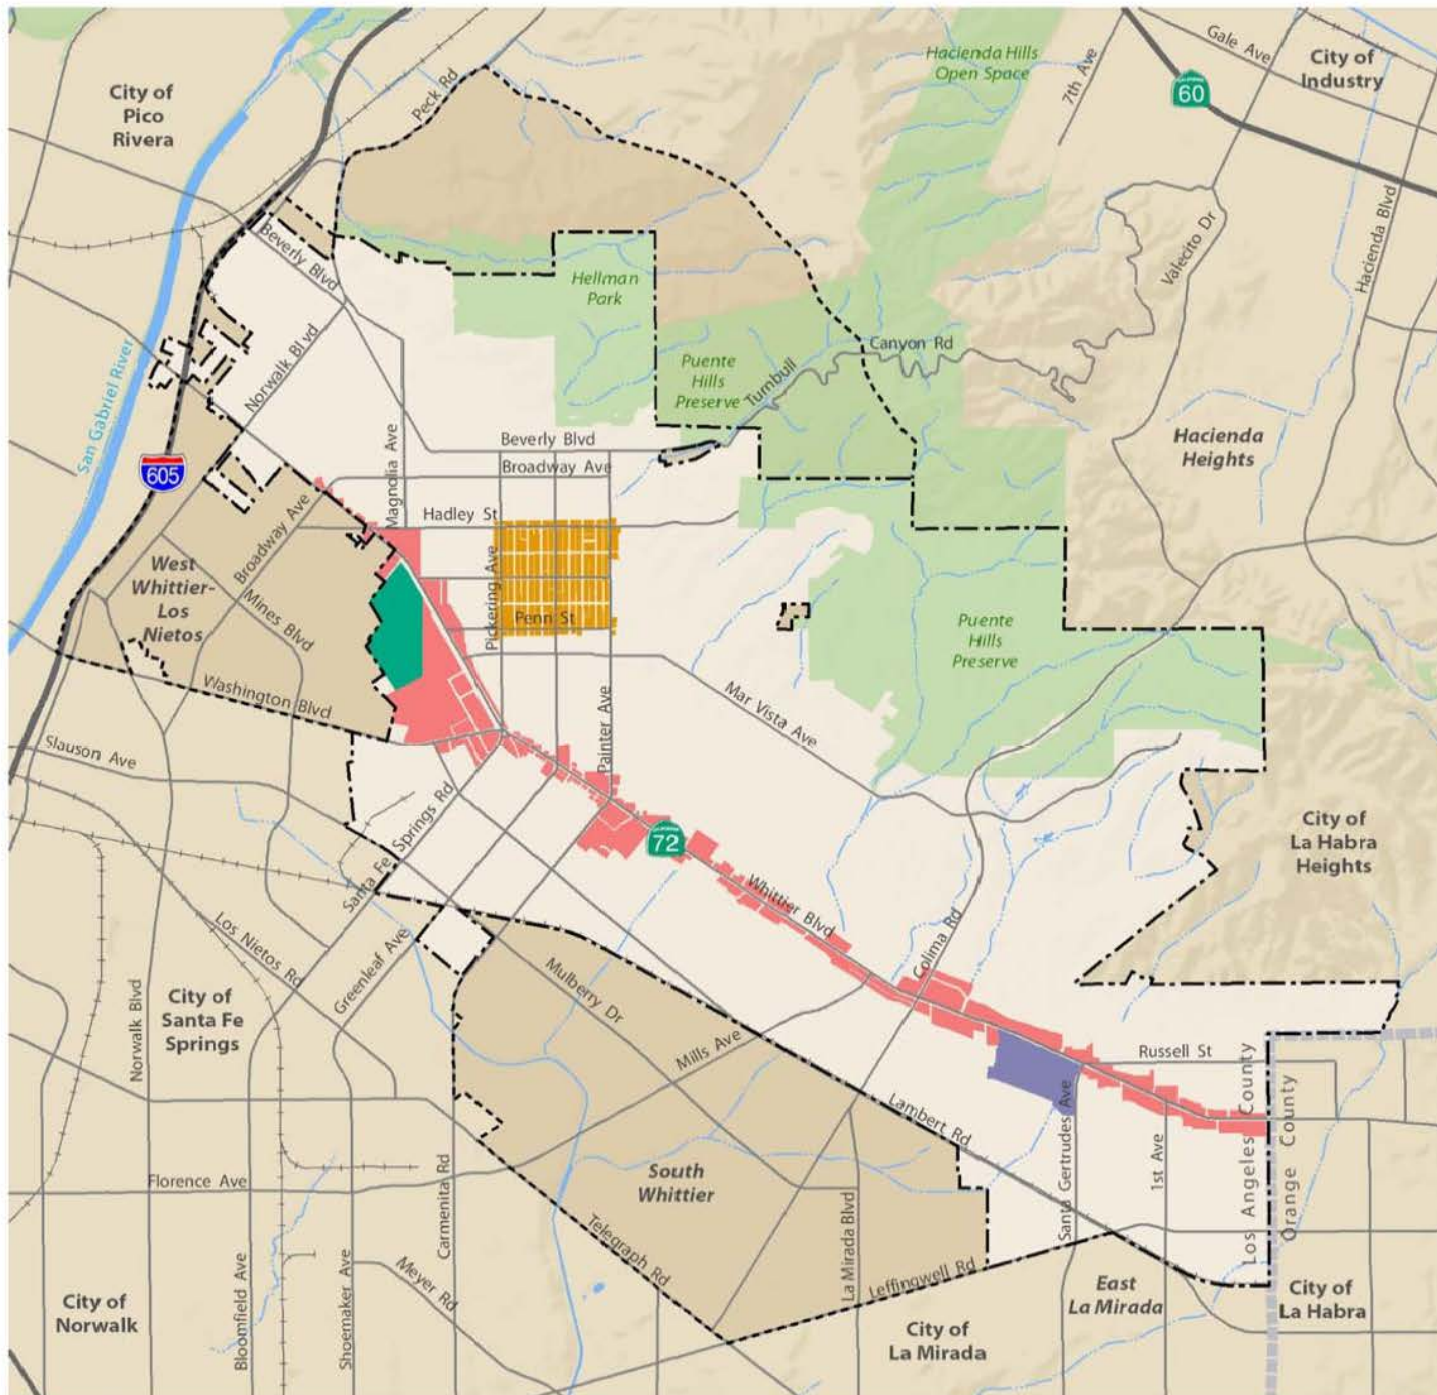 Hacienda Hills
Open Space
7th Ave
Gale Ave
City of
Industry
60
City of
Pico
Rivera
Peck Rd
Hacienda Blvd
Valecito Dr
Beverly Blvd
Hellman
Park
Norwalk Blvd
Canyon Rd
Turnbull
Puente
Hills
Preserve
San Gabriel River
605
Magnolia Ave
Beverly Blvd
Broadway Ave
Hacienda
Heights
Hadley St
Broadway Ave
West
Whittier-
Los
Nietos
Mines Blvd
Pickering Ave
Penn St
Puente
Hills
Preserve
Washington Blvd
Painter Ave
Mar Vista Ave
Slauson Ave
Santa Fe Springs Rd
72
City of
La Habra
Heights
Whittier Blvd
Colima Rd
Los Nietos Rd
Greenleaf Ave
Mulberry Dr
Norwalk Blvd
City of
Santa Fe
Springs
Mills Ave
Russell St
Lambert Rd
Santa Gertrudes Ave
1st Ave
Los Angeles County
Orange County
Florence Ave
Carmenita Rd
South
Whittier
La Mirada Blvd
Telegraph Rd
Leffingwell Rd
Bloomfield Ave
Shoemaker Ave
Meyer Rd
City of
Norwalk
East
La Mirada
City of
La Habra
City of
La Mirada